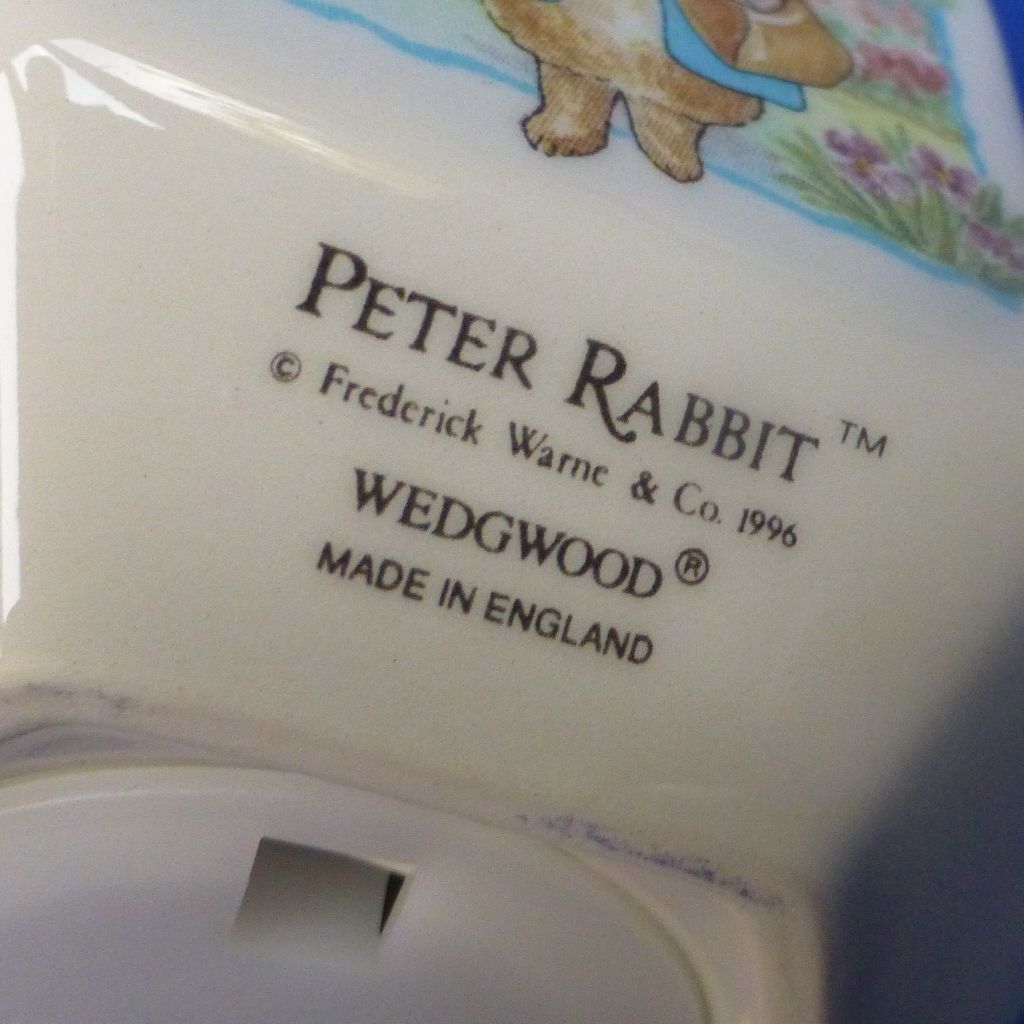 PETER RABBIT™
© Frederick Warne & Co. 1996
WEDGWOOD®
MADE IN ENGLAND